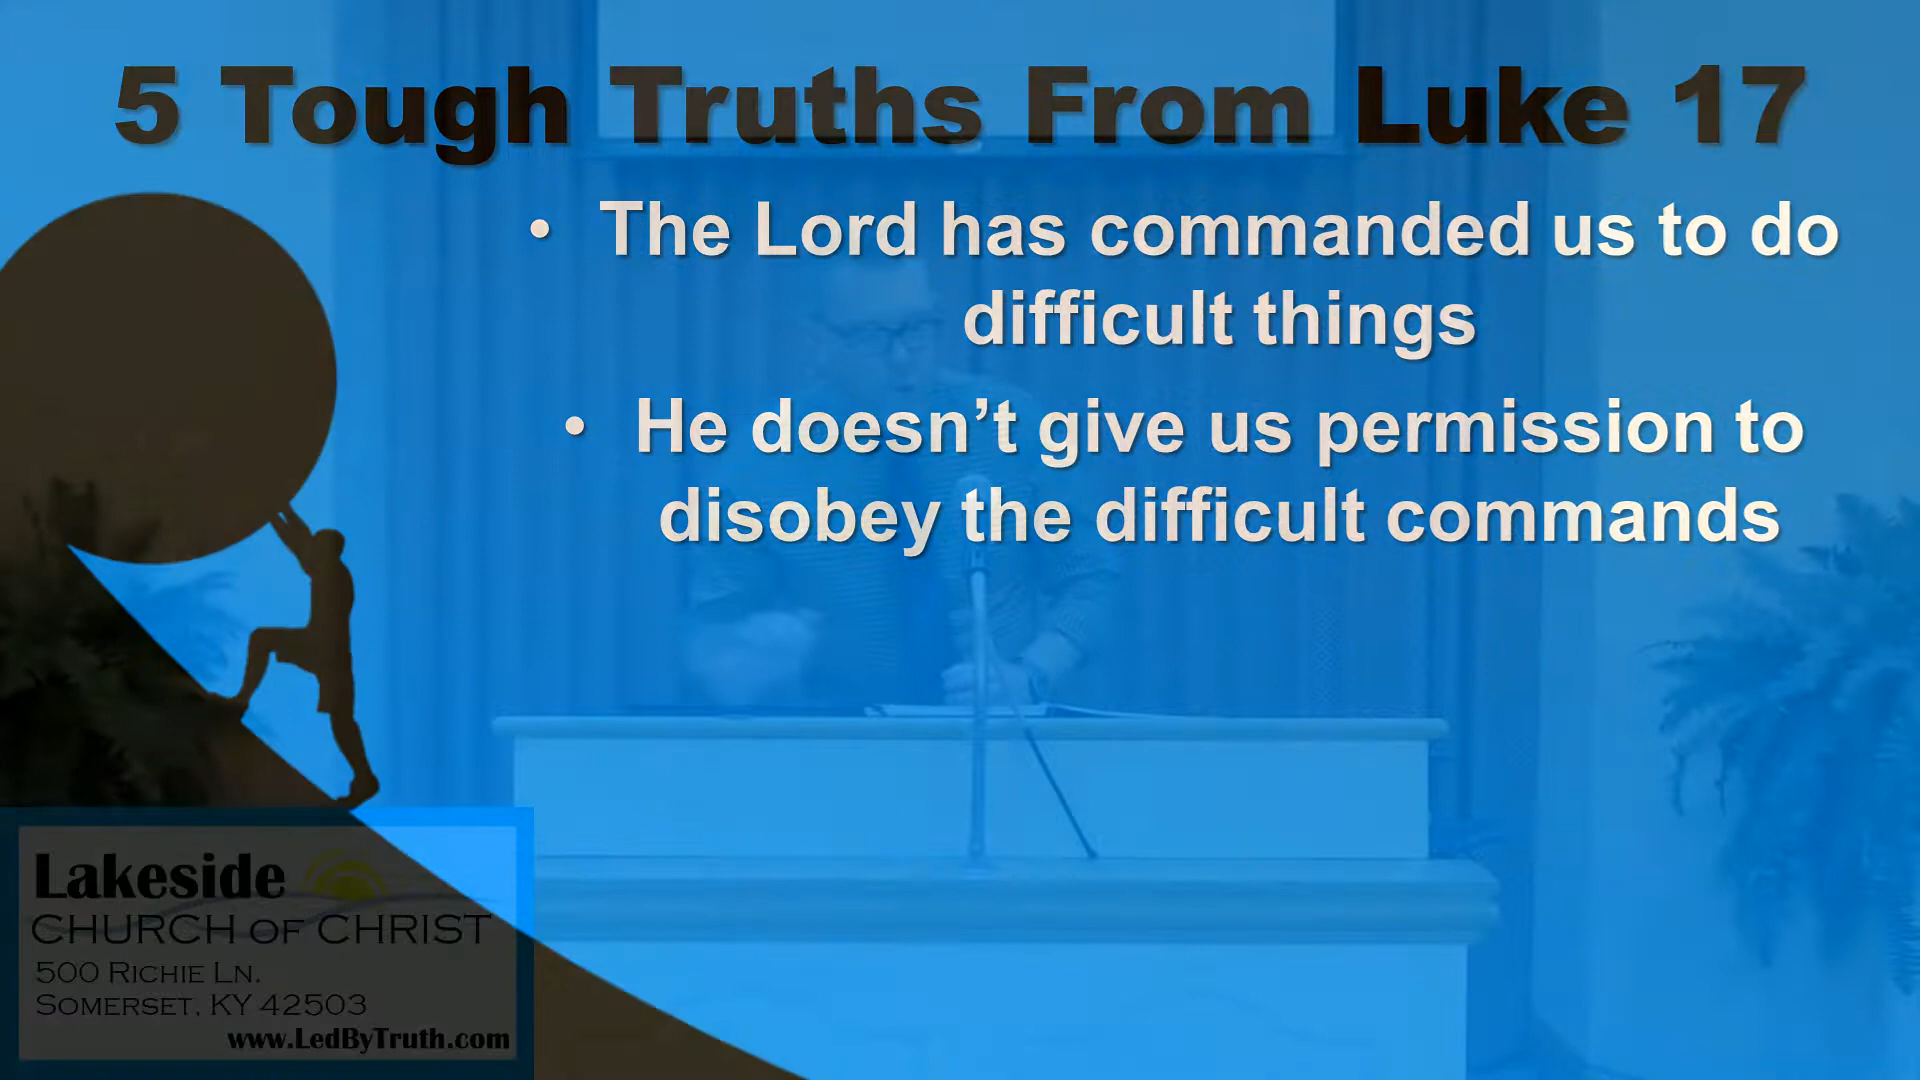 5 Tough Truths From Luke 17
• The Lord has commanded us to do
difficult things
• He doesn’t give us permission to
disobey the difficult commands
Lakeside
CHURCH OF CHRIST
500 RICHIE LN.
SOMERSET, KY 42503
www.LedByTruth.com